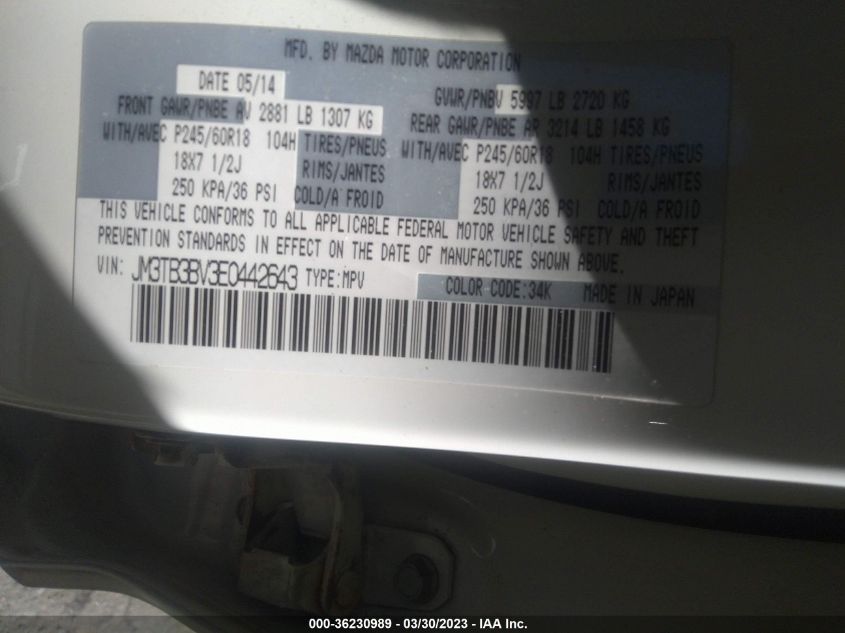 MFD. BY MAZDA MOTOR CORPORATION
DATE 05/14 GVWR/PNBV 5997 LB 2720 KG
FRONT GAWR/PNBE AV 2881 LB 1307 KG REAR GAWR/PNBE AR 3214 LB 1458 KG
WITH/AVEC P245/60R18 104H TIRES/PNEUS WITH/AVEC P245/60R18 104H TIRES/PNEUS
18X7 1/2J RIMS/JANTES 18X7 1/2J RIMS/JANTES
250 KPA/36 PSI COLD/A FROID 250 KPA/36 PSI COLD/A FROID
THIS VEHICLE CONFORMS TO ALL APPLICABLE FEDERAL MOTOR VEHICLE SAFETY AND THEFT
PREVENTION STANDARDS IN EFFECT ON THE DATE OF MANUFACTURE SHOWN ABOVE.
VIN: JM3TB3BV3E0442643 TYPE:MPV COLOR CODE:34K MADE IN JAPAN
000-36230989 - 03/30/2023 - IAA Inc.